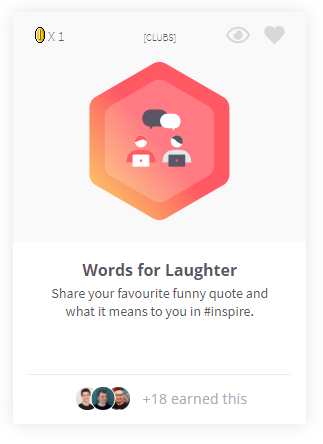 X 1
[CLUBS]
Words for Laughter
Share your favourite funny quote and
what it means to you in #inspire.
+18 earned this